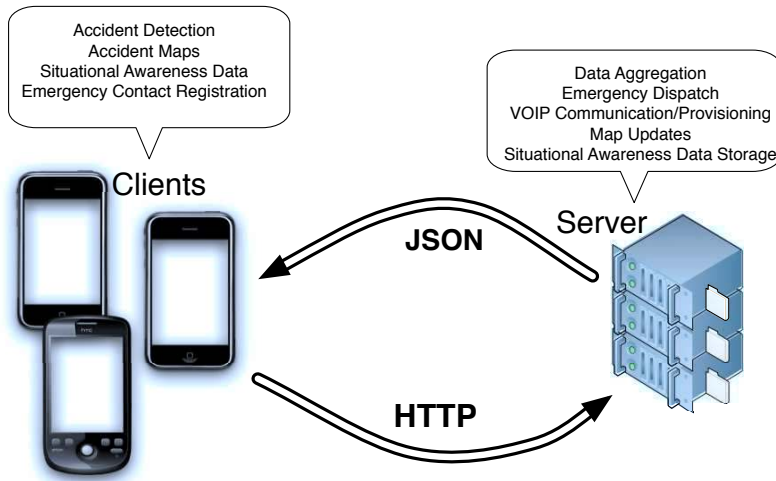 Accident Detection
Accident Maps
Situational Awareness Data
Emergency Contact Registration
Data Aggregation
Emergency Dispatch
VOIP Communication/Provisioning
Map Updates
Situational Awareness Data Storage
Clients
Server
JSON
HTTP